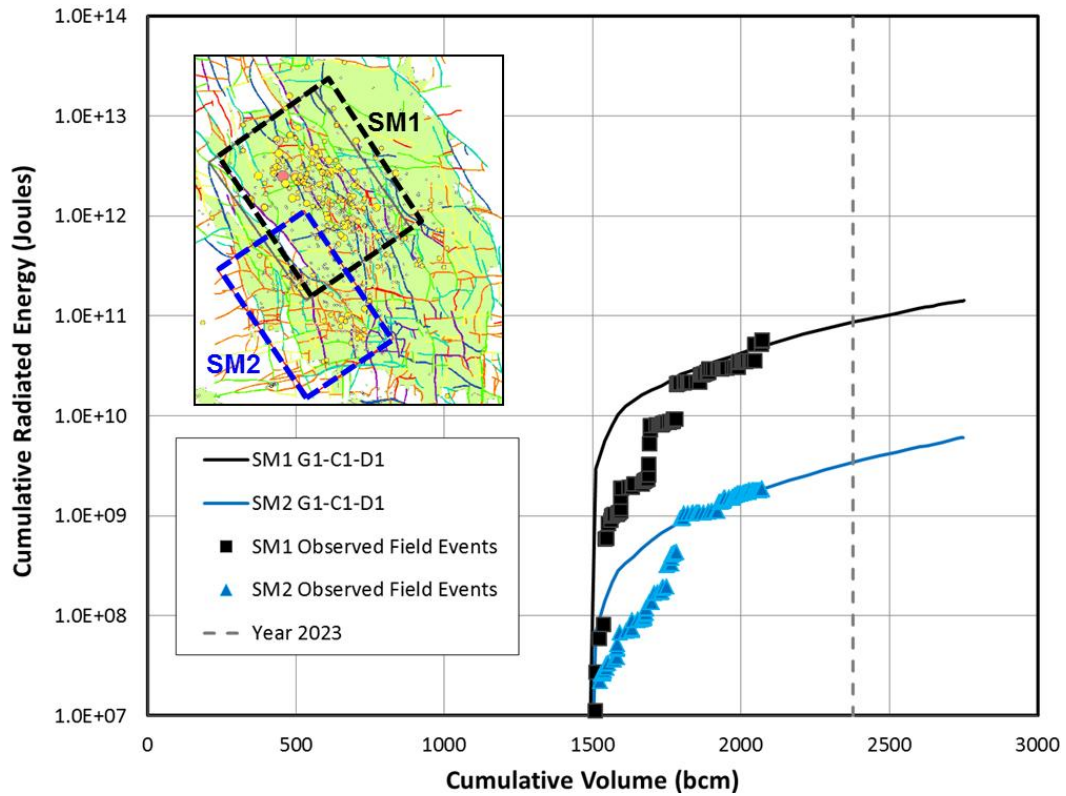 1.0E+14
1.0E+13
1.0E+12
1.0E+11
1.0E+10
1.0E+09
1.0E+08
1.0E+07
Cumulative Radiated Energy (Joules)
SM1
SM2
SM1 G1-C1-D1
SM2 G1-C1-D1
SM1 Observed Field Events
SM2 Observed Field Events
Year 2023
0 500 1000 1500 2000 2500 3000
Cumulative Volume (bcm)